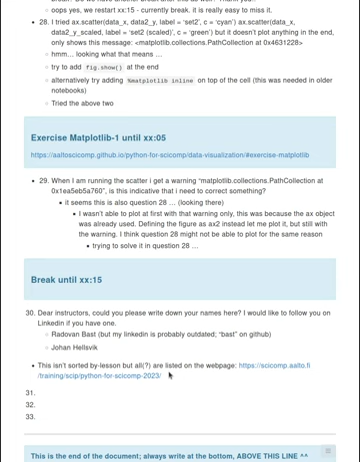 oops yes, we restart xx:15 - currently break. it is really easy to miss it.
28. I tried ax.scatter(data_x, data2_y, label = 'set2', c = 'cyan') ax.scatter(data_x,
data2_y_scaled, label = 'set2 (scaled)', c = 'green') but it doesn't plot anything in the end,
only shows this message: <matplotlib.collections.PathCollection at 0x4631228>
hmm... looking what that means ...
try to add fig.show() at the end
alternatively try adding %matplotlib inline on top of the cell (this was needed in older
notebooks)
Tried the above two
Exercise Matplotlib-1 until xx:05
https://aaltoscicomp.github.io/python-for-scicomp/data-visualization/#exercise-matplotlib
29. When I am running the scatter i get a warning "matplotlib.collections.PathCollection at
0x1ea5eb5a760", is this indicative that i need to correct something?
it seems this is also question 28 ... (looking there)
I wasn't able to plot at first with that warning only, this was because the ax object
was already used. Defining the figure as ax2 instead let me plot it, but still with
the warning. I think question 28 might not be able to plot for the same reason
trying to solve it in question 28 ...
Break until xx:15
30. Dear instructors, could you please write down your names here? I would like to follow you on
Linkedin if you have one.
Radovan Bast (but my linkedin is probably outdated; "bast" on github)
Johan Hellsvik
This isn't sorted by-lesson but all(?) are listed on the webpage: https://scicomp.aalto.fi
/training/scip/python-for-scicomp-2023/
31.
32.
33.
This is the end of the document; always write at the bottom, ABOVE THIS LINE ^^